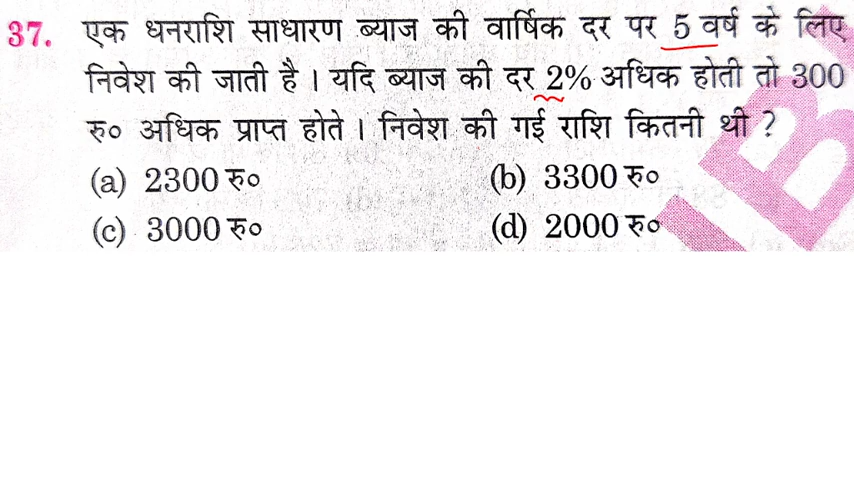 37. एक धनराशि साधारण ब्याज की वार्षिक दर पर 5 वर्ष के लिए
निवेश की जाती है । यदि ब्याज की दर 2% अधिक होती तो 300
रु० अधिक प्राप्त होते । निवेश की गई राशि कितनी थी ?
(a) 2300 रु० (b) 3300 रु०
(c) 3000 रु० (d) 2000 रु०